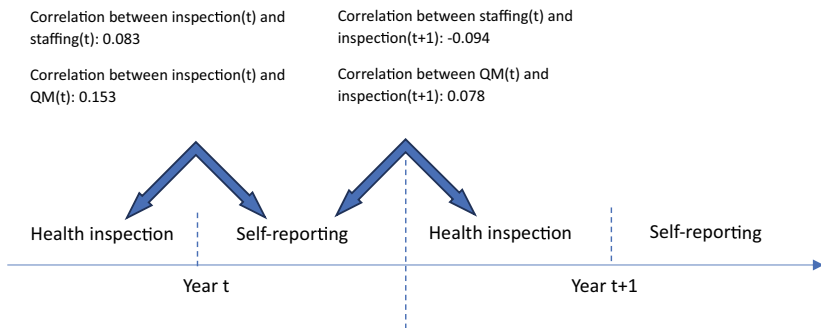 Correlation between inspection(t) and
staffing(t): 0.083
Correlation between inspection(t) and
QM(t): 0.153
Correlation between staffing(t) and
inspection(t+1): -0.094
Correlation between QM(t) and
inspection(t+1): 0.078
Health inspection
Self-reporting
Health inspection
Self-reporting
Year t
Year t+1